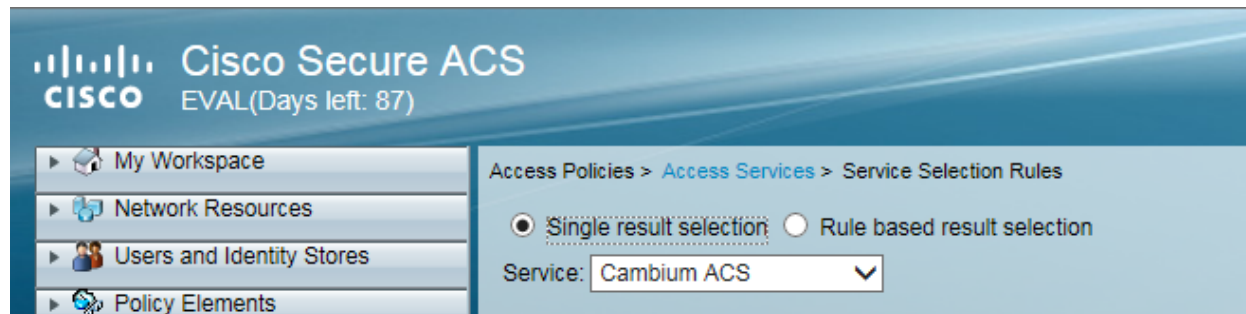 CISCO
Cisco Secure ACS
EVAL(Days left: 87)
My Workspace
Network Resources
Users and Identity Stores
Policy Elements
Access Policies > Access Services > Service Selection Rules
Single result selection Rule based result selection
Service: Cambium ACS